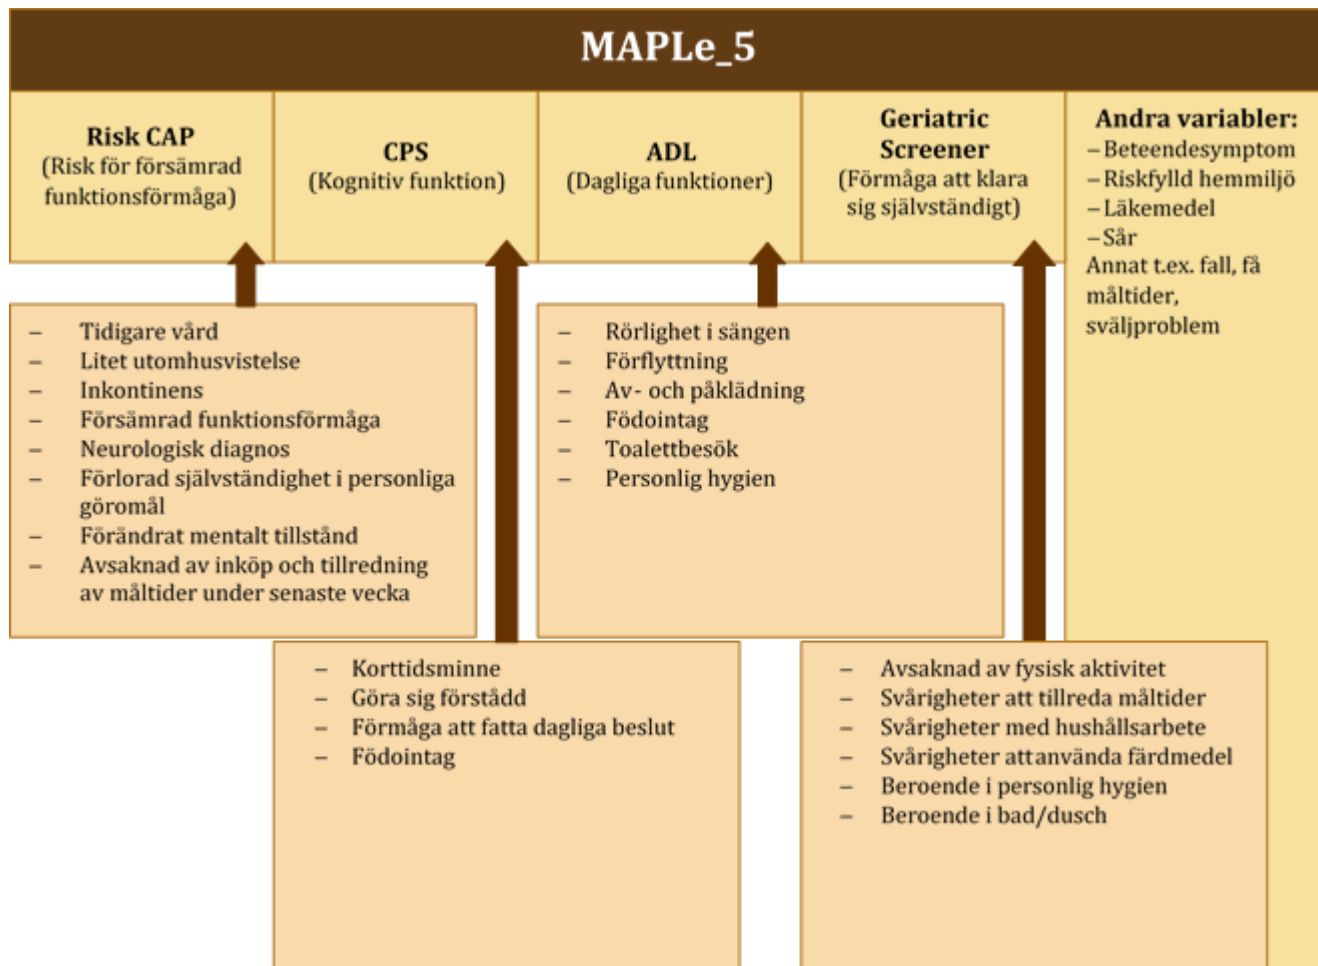 MAPLe_5
Risk CAP
(Risk för försämrad
funktionsförmåga)
CPS
(Kognitiv funktion)
ADL
(Dagliga funktioner)
Geriatric
Screener
(Förmåga att klara
sig självständigt)
Andra variabler:
–Beteendesymptom
–Riskfylld hemmiljö
–Läkemedel
–Sår
Annat t.ex. fall, få
måltider,
sväljproblem
– Tidigare vård
– Litet utomhusvistelse
– Inkontinens
– Försämrad funktionsförmåga
– Neurologisk diagnos
– Förlorad självständighet i personliga
göromål
– Förändrat mentalt tillstånd
– Avsaknad av inköp och tillredning
av måltider under senaste vecka
– Rörlighet i sängen
– Förflyttning
– Av- och påklädning
– Födointag
– Toalettbesök
– Personlig hygien
– Korttidsminne
– Göra sig förstådd
– Förmåga att fatta dagliga beslut
– Födointag
– Avsaknad av fysisk aktivitet
– Svårigheter att tillreda måltider
– Svårigheter med hushållsarbete
– Svårigheter attanvända färdmedel
– Beroende i personlig hygien
– Beroende i bad/dusch